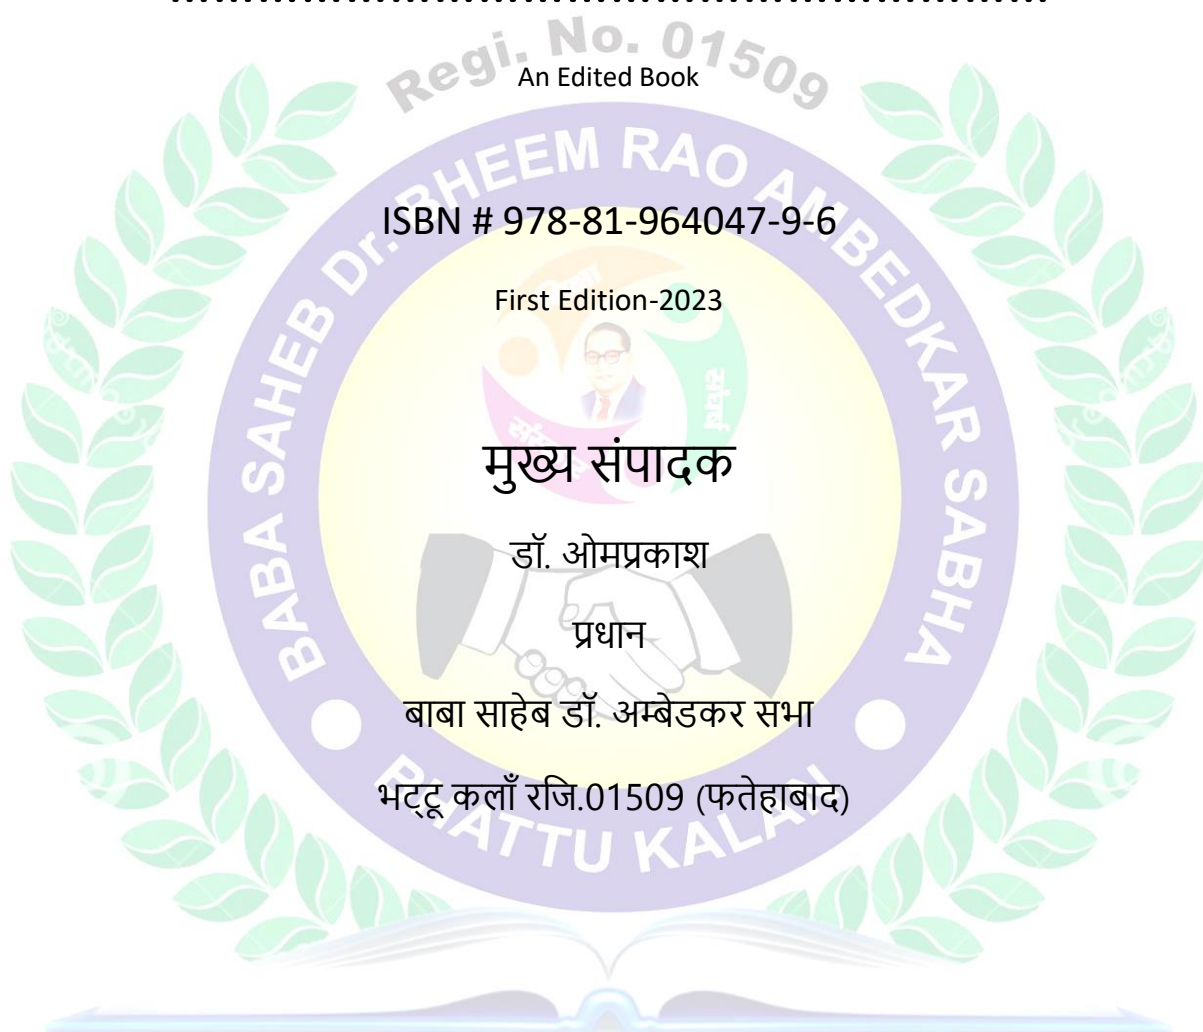 Regi. No. 01509
An Edited Book
BABA SAHEB Dr. BHEEM RAO AMBEDKAR SABHA
ISBN # 978-81-964047-9-6
First Edition-2023
संघर्ष
मुख्य संपादक
डॉ. ओमप्रकाश
प्रधान
बाबा साहेब डॉ. अम्बेडकर सभा
भट्टू कलाँ रजि.01509 (फतेहाबाद)
BHATTU KALAN